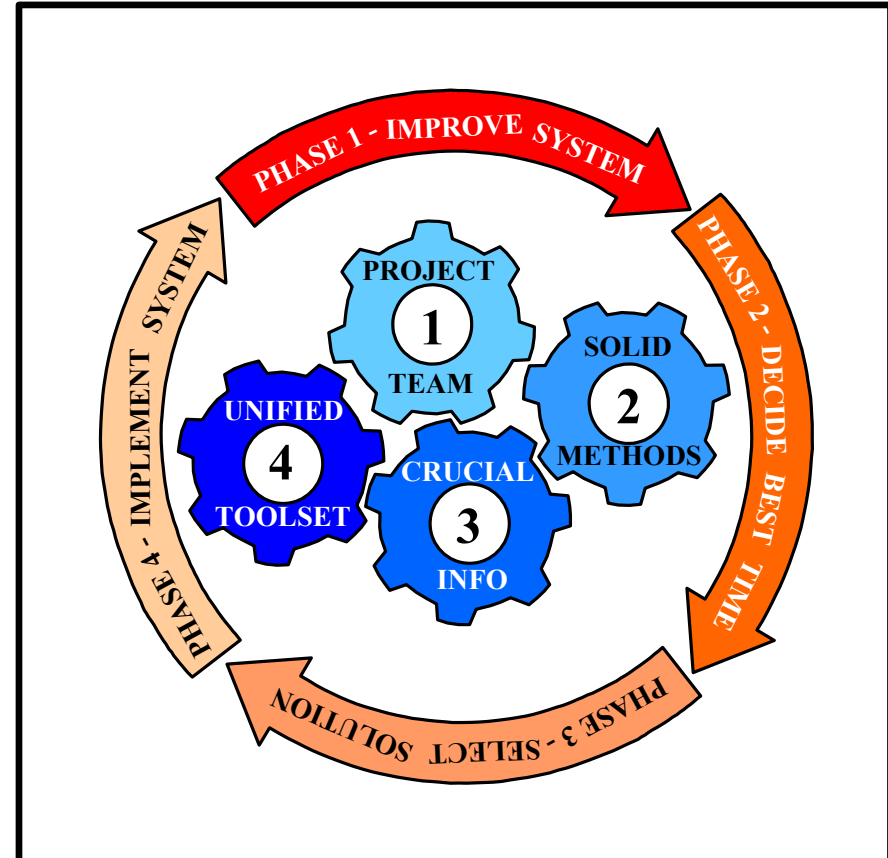 PHASE 1 - IMPROVE SYSTEM
PHASE 2 - DECIDE BEST TIME
PHASE 3 - SELECT SOLUTION
PHASE 4 - IMPLEMENT SYSTEM
PROJECT
1
TEAM
SOLID
2
METHODS
CRUCIAL
3
INFO
UNIFIED
4
TOOLSET